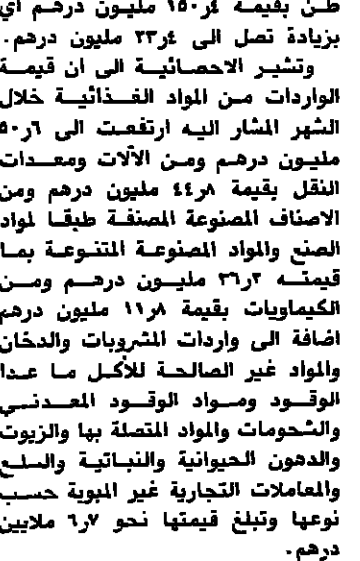 طن بقيمة ٤ر١٥٠ مليون درهم أي
بزيادة تصل الى ٤ر٣٣ مليون درهم.
وتشير الاحصائية الى ان قيمة
الواردات من المواد الغذائية خلال
الشهر المشار اليه ارتفعت الى ٦ر٥٠
مليون درهم ومن الآلات ومعدات
النقل بقيمة ٨ر٤٤ مليون درهم ومن
الاصناف المصنوعة المصنفة طبقا لمواد
الصنع والمواد المصنوعة المتنوعة بما
قيمته ٣ر٣٦ مليون درهم ومن
الكيماويات بقيمة ٨ر١١ مليون درهم
اضافة الى واردات المشروبات والدخان
والمواد غير الصالحة للأكل ما عدا
الوقود ومواد الوقود المعدنسي
والشحومات والمواد المتصلة بها والزيوت
والدهون الحيوانية والنباتية والسلع
والمعاملات التجارية غير المبوبة حسب
نوعها وتبلغ قيمتها نحو ٧ر٦ ملايين
درهم.